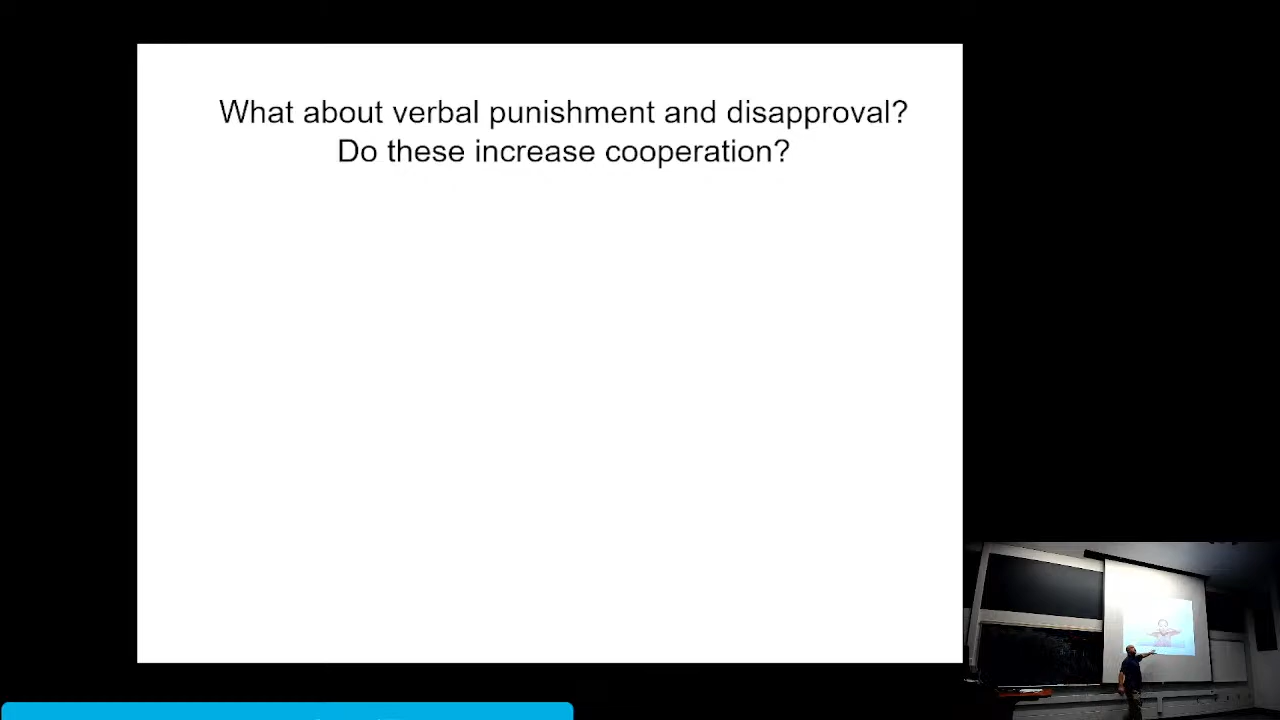 What about verbal punishment and disapproval?
Do these increase cooperation?